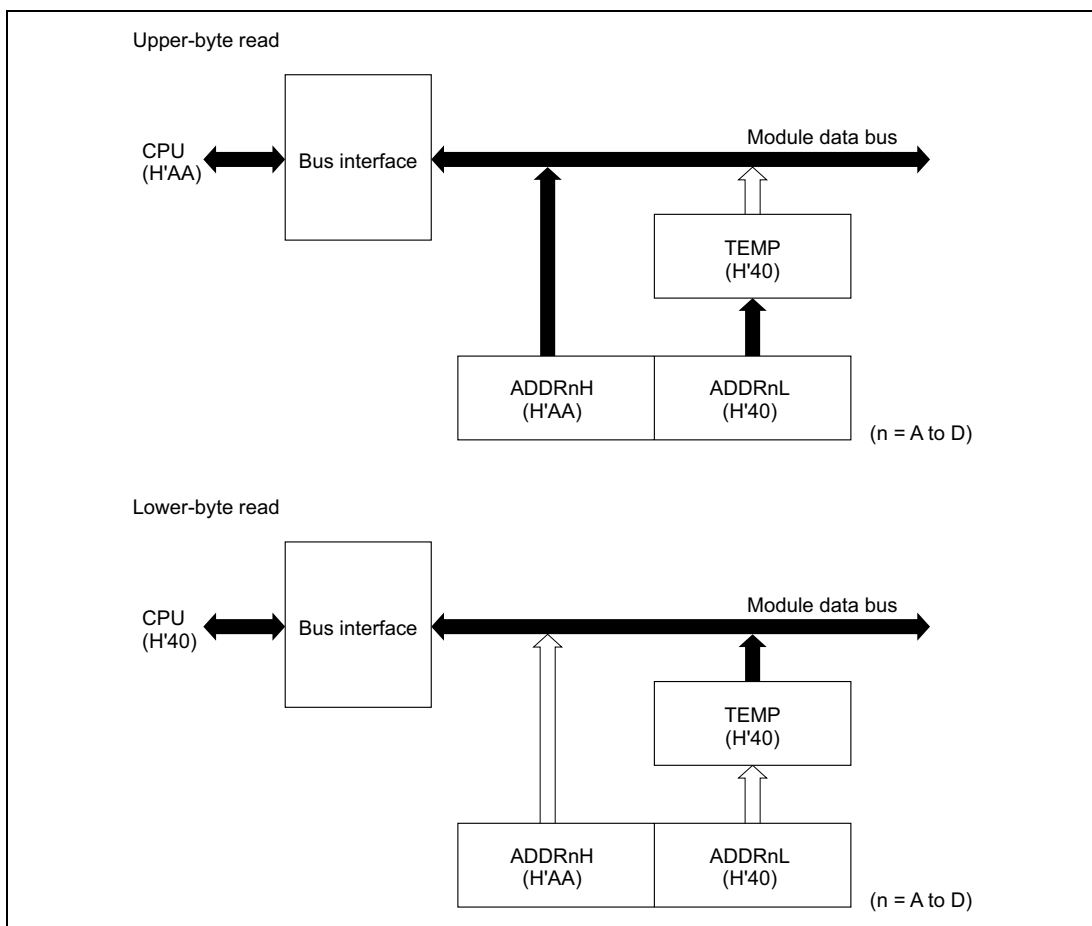 Upper-byte read
CPU
(H'AA)
Bus interface
Module data bus
TEMP
(H'40)
ADDRnH
(H'AA)
ADDRnL
(H'40)
(n = A to D)
Lower-byte read
CPU
(H'40)
Bus interface
Module data bus
TEMP
(H'40)
ADDRnH
(H'AA)
ADDRnL
(H'40)
(n = A to D)